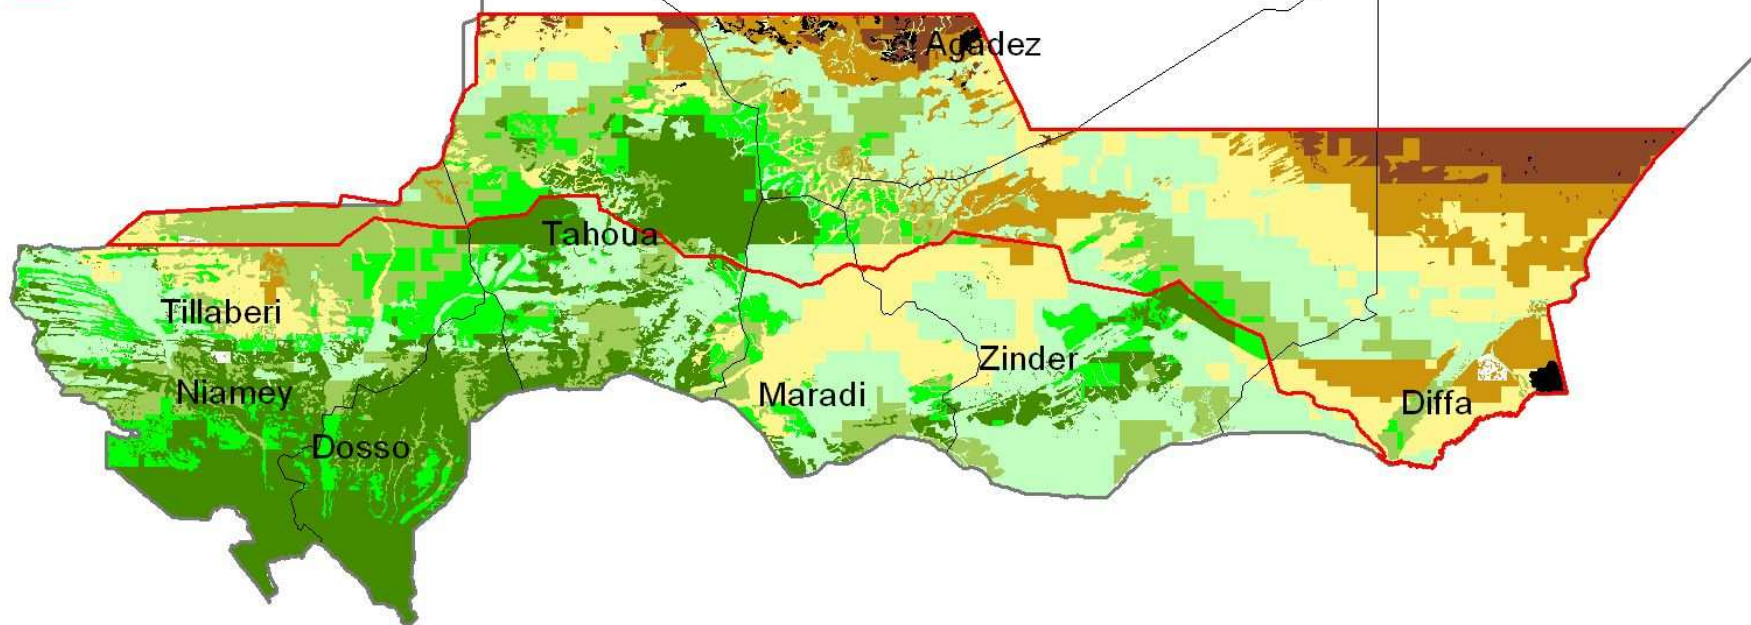 Agadez
Tahoua
Tillaberi
Zinder
Niamey
Maradi
Diffa
Dosso